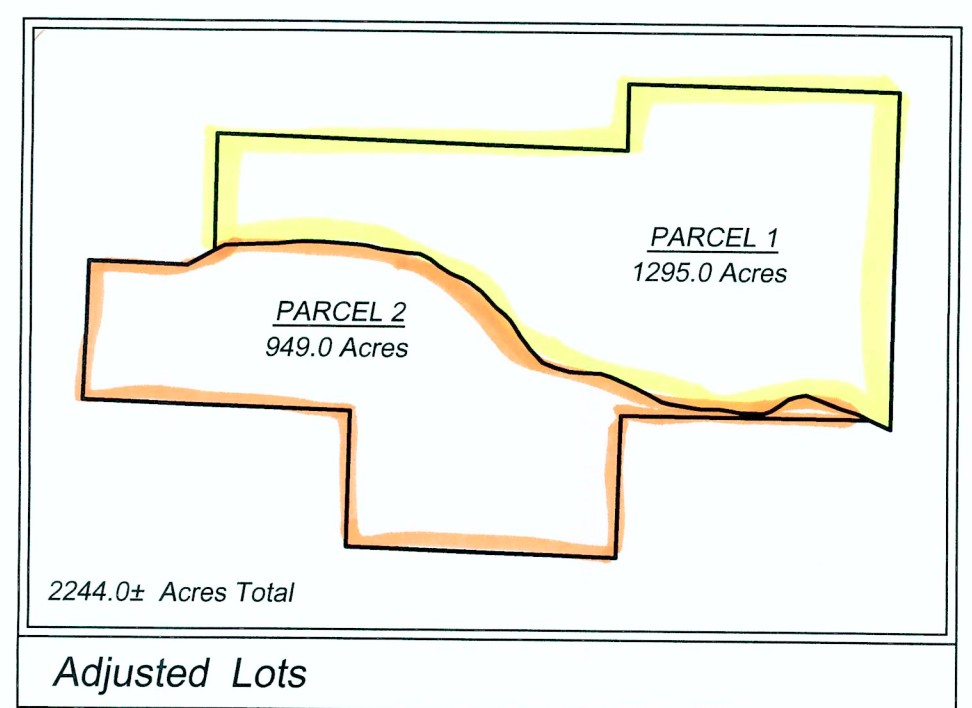 PARCEL 1
1295.0 Acres
PARCEL 2
949.0 Acres
2244.0± Acres Total
Adjusted Lots